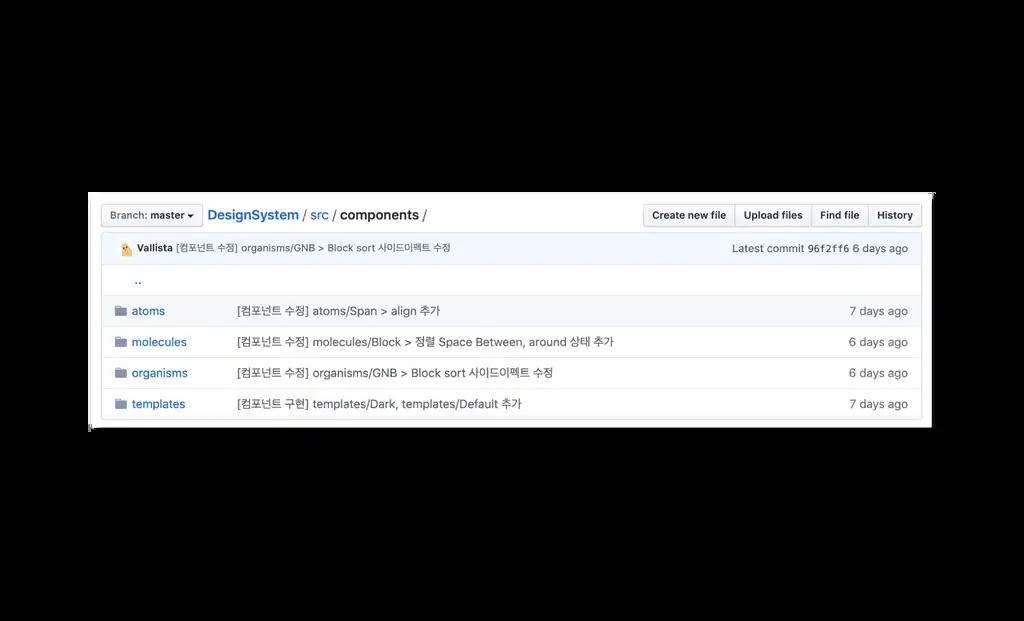 Branch: master DesignSystem / src / components / Create new file Upload files Find file History
Vallista [컴포넌트 수정] organisms/GNB > Block sort 사이드이펙트 수정 Latest commit 96f2ff6 6 days ago
..
atoms [컴포넌트 수정] atoms/Span > align 추가 7 days ago
molecules [컴포넌트 수정] molecules/Block > 정렬 Space Between, around 상태 추가 6 days ago
organisms [컴포넌트 수정] organisms/GNB > Block sort 사이드이펙트 수정 6 days ago
templates [컴포넌트 구현] templates/Dark, templates/Default 추가 7 days ago